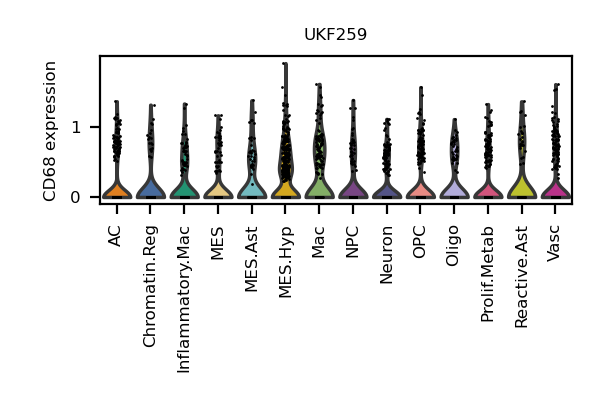 UKF259
CD68 expression
1
0
AC
Chromatin.Reg
Inflammatory.Mac
MES
MES.Ast
MES.Hyp
Mac
NPC
Neuron
OPC
Oligo
Prolif.Metab
Reactive.Ast
Vasc